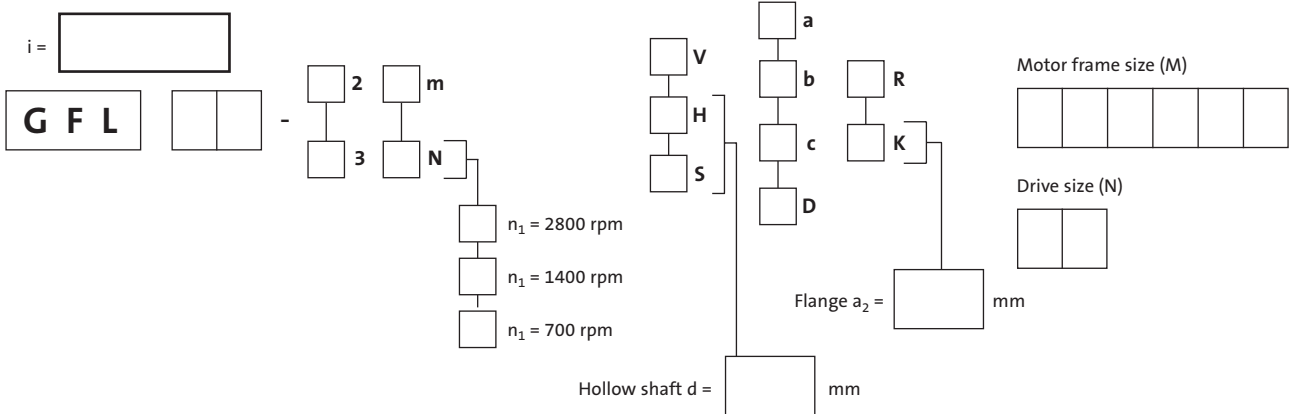 i =
G F L
-
2
3
m
N
n₁ = 2800 rpm
n₁ = 1400 rpm
n₁ = 700 rpm
V
H
S
Hollow shaft d = mm
a
b
c
D
R
K
Flange a₂ = mm
Motor frame size (M)
Drive size (N)